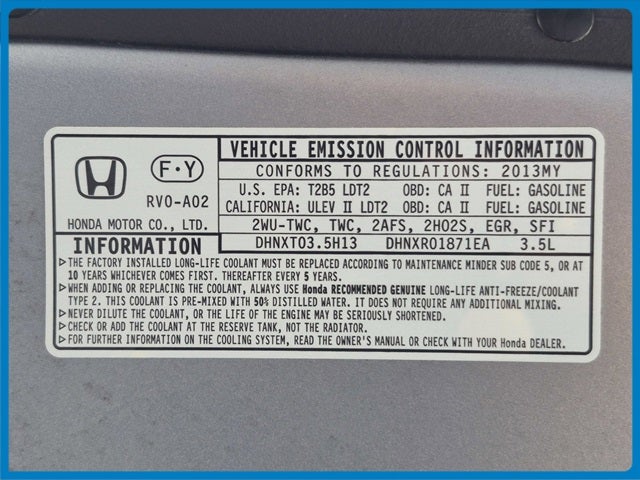 VEHICLE EMISSION CONTROL INFORMATION
F·Y
CONFORMS TO REGULATIONS: 2013MY
RV0-A02
U.S. EPA: T2B5 LDT2 OBD: CA II FUEL: GASOLINE
CALIFORNIA: ULEV II LDT2 OBD: CA II FUEL: GASOLINE
HONDA MOTOR CO., LTD.
2WU-TWC, TWC, 2AFS, 2HO2S, EGR, SFI
INFORMATION
DHNXT03.5H13 DHNXR01871EA 3.5L
▷THE FACTORY INSTALLED LONG-LIFE COOLANT MUST BE REPLACED ACCORDING TO MAINTENANCE MINDER SUB CODE 5, OR AT
10 YEARS WHICHEVER COMES FIRST. THEREAFTER EVERY 5 YEARS.
▷WHEN ADDING OR REPLACING THE COOLANT, ALWAYS USE Honda RECOMMENDED GENUINE LONG-LIFE ANTI-FREEZE/COOLANT
TYPE 2. THIS COOLANT IS PRE-MIXED WITH 50% DISTILLED WATER. IT DOES NOT REQUIRE ANY ADDITIONAL MIXING.
▷NEVER DILUTE THE COOLANT, OR THE LIFE OF THE ENGINE MAY BE SERIOUSLY SHORTENED.
▷CHECK OR ADD THE COOLANT AT THE RESERVE TANK, NOT THE RADIATOR.
▷FOR FURTHER INFORMATION ON THE COOLING SYSTEM, READ THE OWNER'S MANUAL OR CHECK WITH YOUR Honda DEALER.